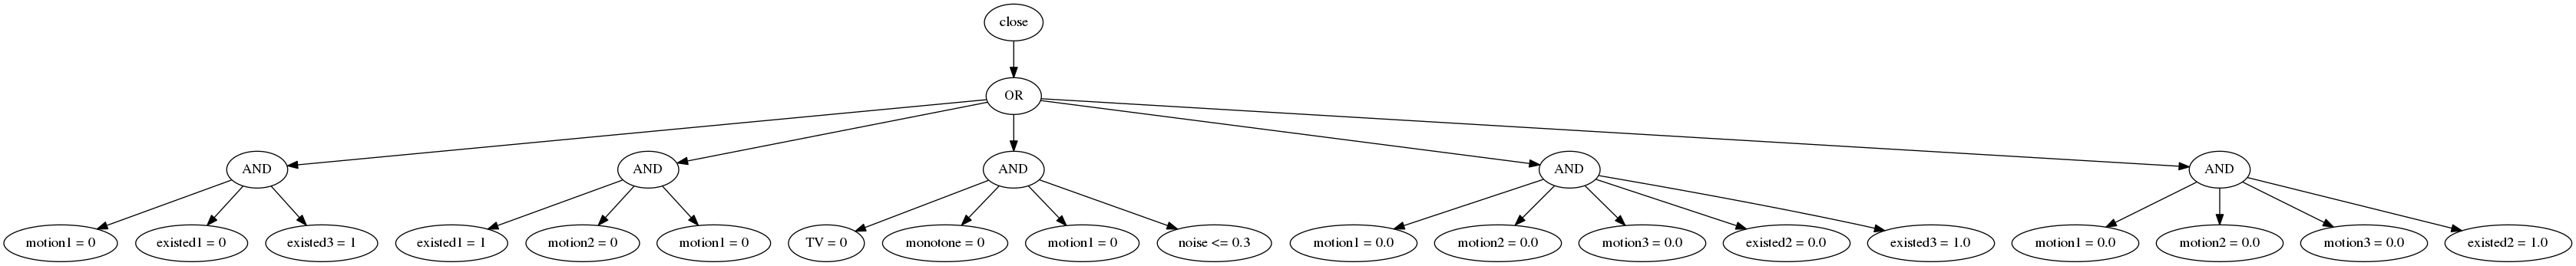 close
OR
AND
AND
AND
AND
AND
motion1 = 0
existed1 = 0
existed3 = 1
existed1 = 1
motion2 = 0
motion1 = 0
TV = 0
monotone = 0
motion1 = 0
noise <= 0.3
motion1 = 0.0
motion2 = 0.0
motion3 = 0.0
existed2 = 0.0
existed3 = 1.0
motion1 = 0.0
motion2 = 0.0
motion3 = 0.0
existed2 = 1.0